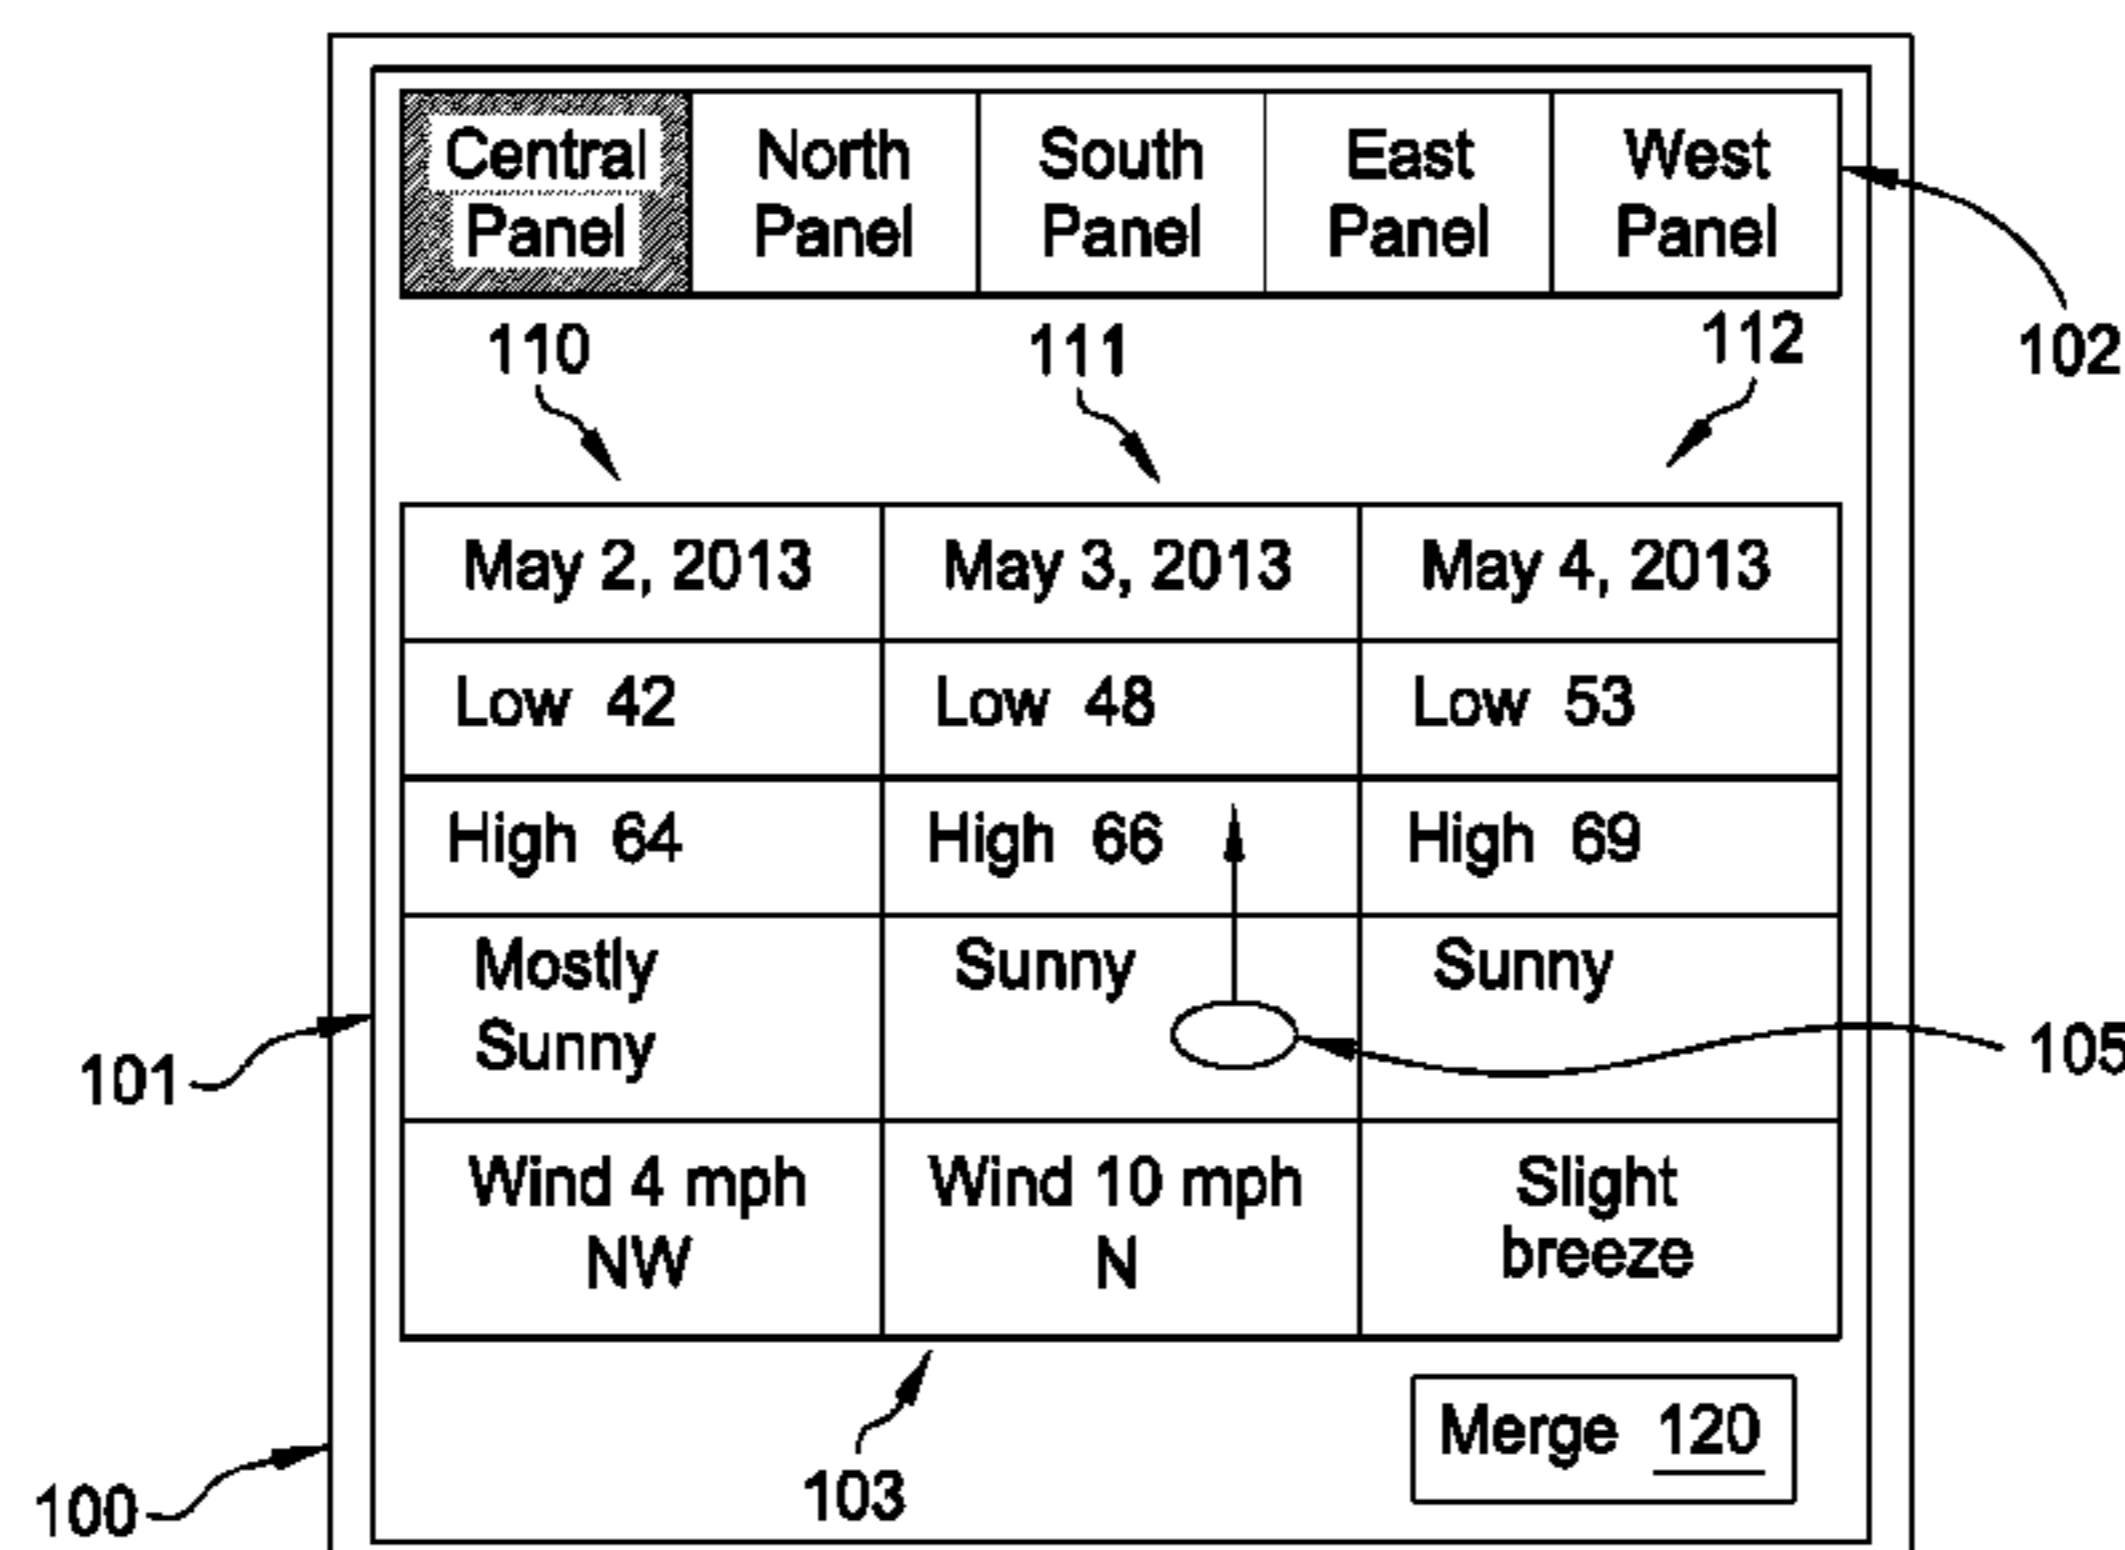 Central North South East West
Panel Panel Panel Panel Panel
110 111 112 102
May 2, 2013 May 3, 2013 May 4, 2013
Low 42 Low 48 Low 53
High 64 High 66 High 69
Mostly Sunny Sunny
Sunny
101 105
Wind 4 mph Wind 10 mph Slight
NW N breeze
Merge 120
100 103